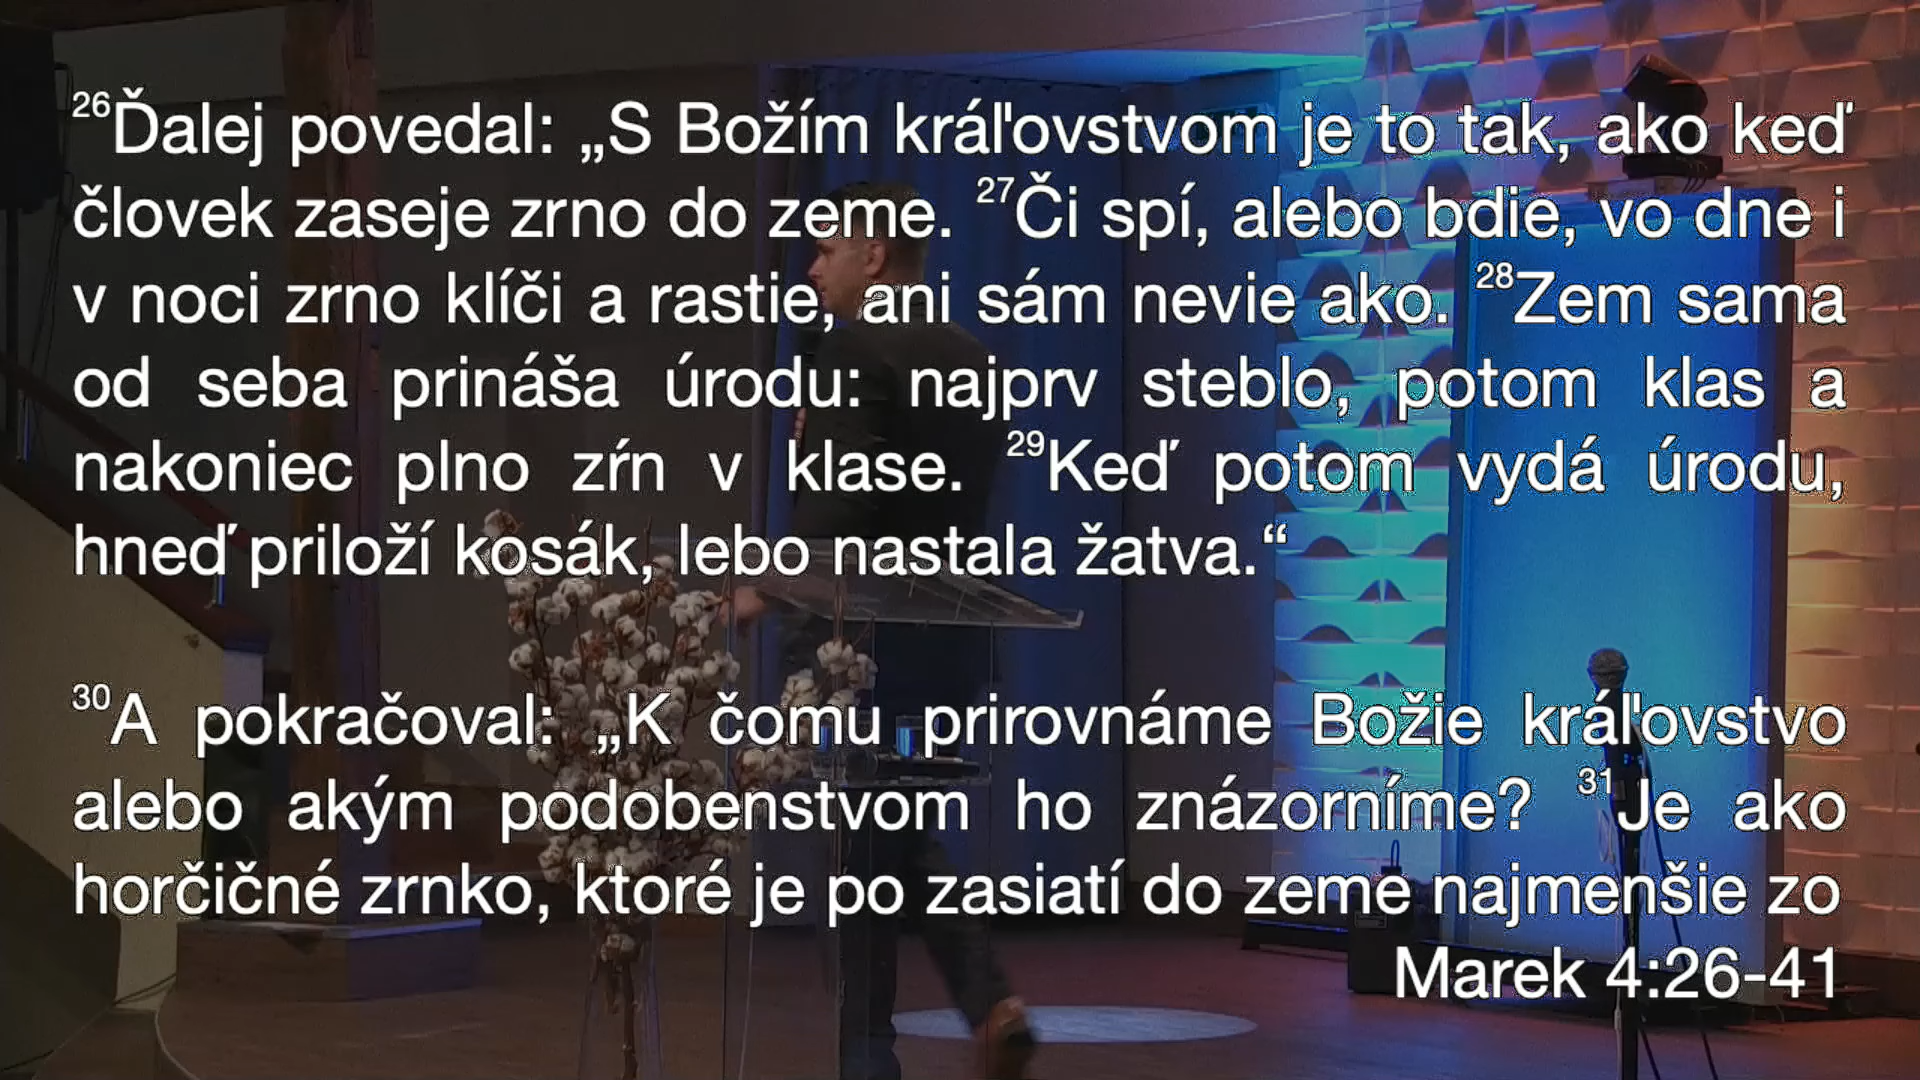 ²⁶Ďalej povedal: „S Božím kráľovstvom je to tak, ako keď
človek zaseje zrno do zeme. ²⁷Či spí, alebo bdie, vo dne i
v noci zrno klíči a rastie, ani sám nevie ako. ²⁸Zem sama
od seba prináša úrodu: najprv steblo, potom klas a
nakoniec plno zŕn v klase. ²⁹Keď potom vydá úrodu,
hneď priloží kosák, lebo nastala žatva.“
³⁰A pokračoval: „K čomu prirovnáme Božie kráľovstvo
alebo akým podobenstvom ho znázorníme? ³¹Je ako
horčičné zrnko, ktoré je po zasiatí do zeme najmenšie zo
Marek 4:26-41